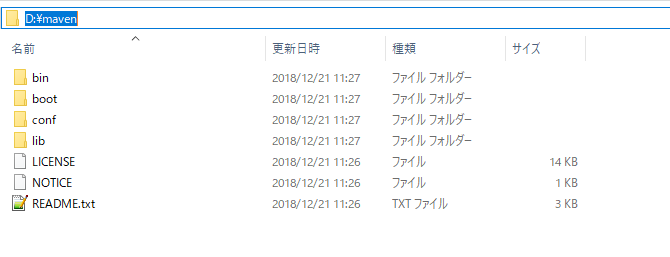 D:¥maven
名前 更新日時 種類 サイズ
bin 2018/12/21 11:27 ファイル フォルダー
boot 2018/12/21 11:27 ファイル フォルダー
conf 2018/12/21 11:27 ファイル フォルダー
lib 2018/12/21 11:27 ファイル フォルダー
LICENSE 2018/12/21 11:26 ファイル 14 KB
NOTICE 2018/12/21 11:26 ファイル 1 KB
README.txt 2018/12/21 11:26 TXT ファイル 3 KB